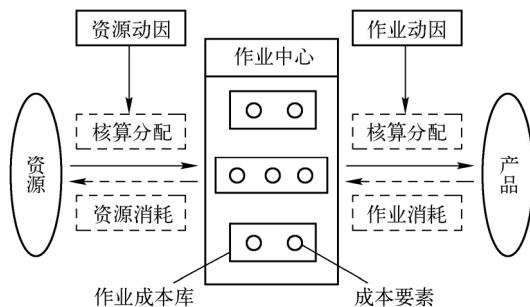 资源动因
作业动因
作业中心
核算分配
核算分配
资源
产品
资源消耗
作业消耗
作业成本库
成本要素